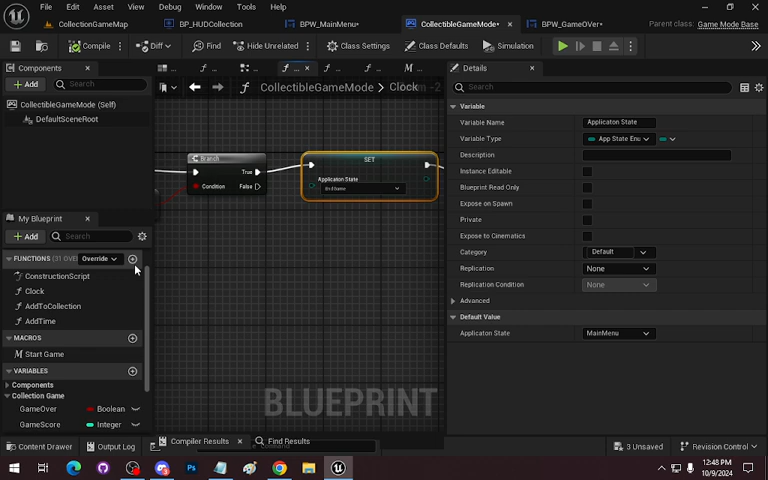 File Edit Asset View Debug Window Tools Help
CollectionGameMap BP_HUDCollection BPW_MainMenu• CollectibleGameMode• BPW_GameOver• Parent class: Game Mode Base
Compile Diff Find Hide Unrelated Class Settings Class Defaults Simulation
Components
+ Add Search
CollectibleGameMode (Self)
DefaultSceneRoot
CollectibleGameMode > Clock
Branch
True
Condition False
SET
Applicaton State
End Game
BLUEPRINT
My Blueprint
+ Add Search
FUNCTIONS (31 OVER Override
ConstructionScript
Clock
AddToCollection
AddTime
MACROS
Start Game
VARIABLES
Components
Collection Game
GameOver Boolean
GameScore Integer
Details
Search
Variable
Variable Name Applicaton State
Variable Type App State Enu
Description
Instance Editable
Blueprint Read Only
Expose on Spawn
Private
Expose to Cinematics
Category Default
Replication None
Replication Condition None
Advanced
Default Value
Applicaton State MainMenu
Content Drawer Output Log Compiler Results Find Results 3 Unsaved Revision Control
12:48 PM
10/9/2024